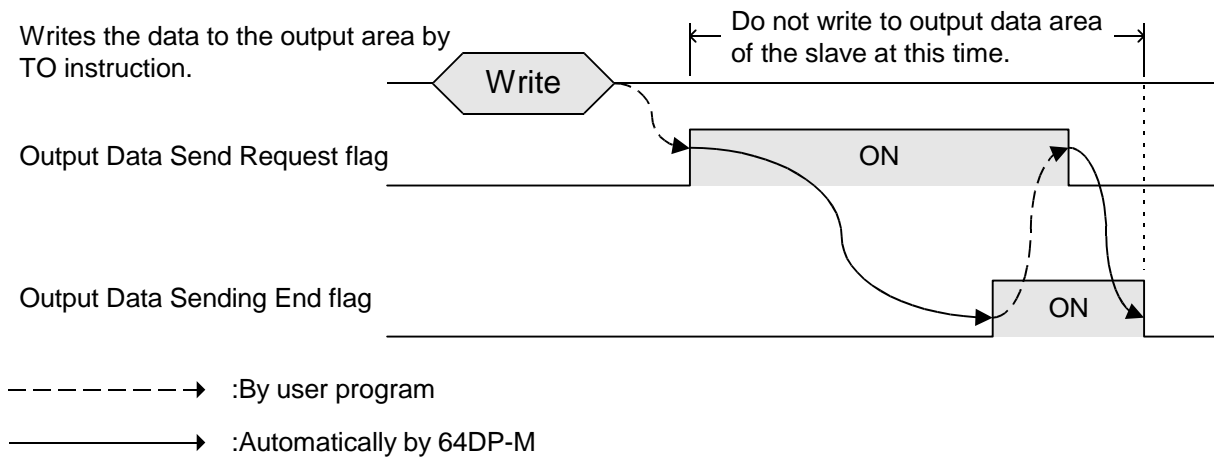 Writes the data to the output area by
TO instruction.
Do not write to output data area
of the slave at this time.
Write
Output Data Send Request flag
ON
Output Data Sending End flag
ON
:By user program
:Automatically by 64DP-M